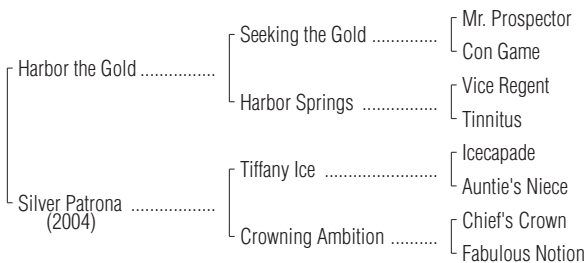 Mr. Prospector
Seeking the Gold ..............
Con Game
Harbor the Gold ................
Vice Regent
Harbor Springs ................
Tinnitus
Icecapade
Tiffany Ice ........................
Auntie's Niece
Silver Patrona ..................
(2004)
Chief's Crown
Crowning Ambition ..........
Fabulous Notion